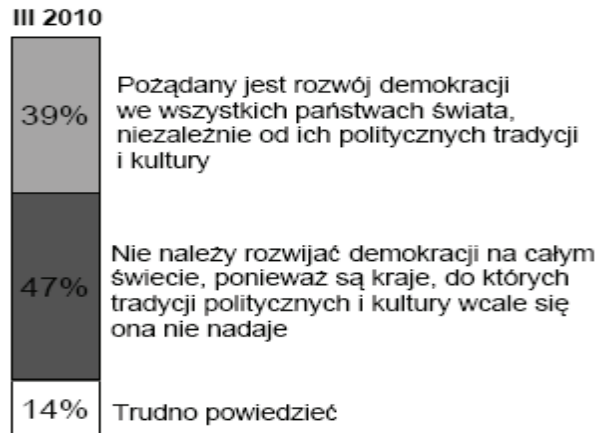 III 2010
39%
Pożądany jest rozwój demokracji
we wszystkich państwach świata,
niezależnie od ich politycznych tradycji
i kultury
47%
Nie należy rozwijać demokracji na całym
świecie, ponieważ są kraje, do których
tradycji politycznych i kultury wcale się
ona nie nadaje
14%
Trudno powiedzieć